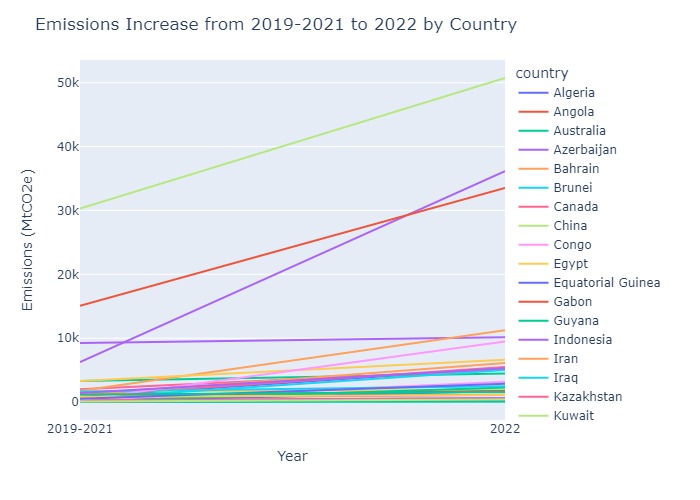 Emissions Increase from 2019-2021 to 2022 by Country
country
Algeria
Angola
Australia
Azerbaijan
Bahrain
Brunei
Canada
China
Congo
Egypt
Equatorial Guinea
Gabon
Guyana
Indonesia
Iran
Iraq
Kazakhstan
Kuwait
Emissions (MtCO2e)
50k
40k
30k
20k
10k
0
2019-2021
2022
Year